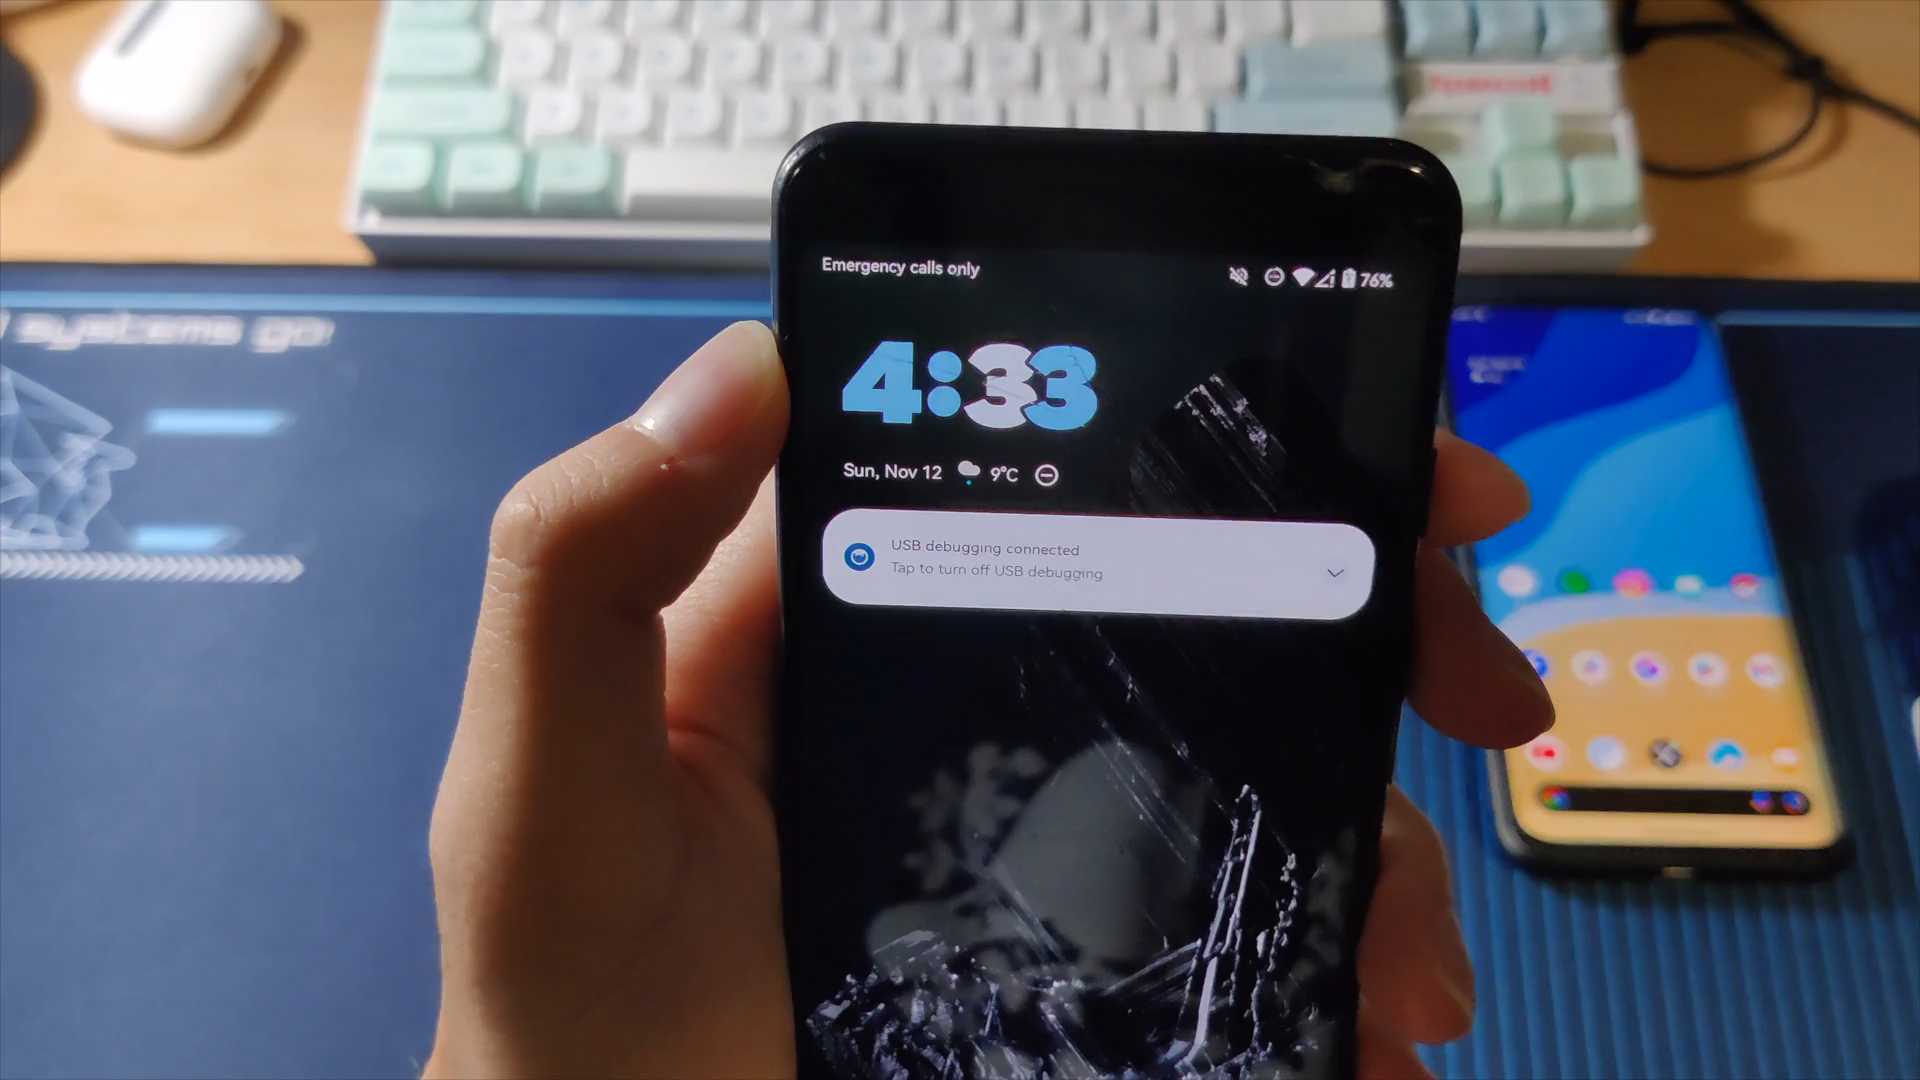 systems go!
Emergency calls only
76%
4:33
Sun, Nov 12 9°C
USB debugging connected
Tap to turn off USB debugging